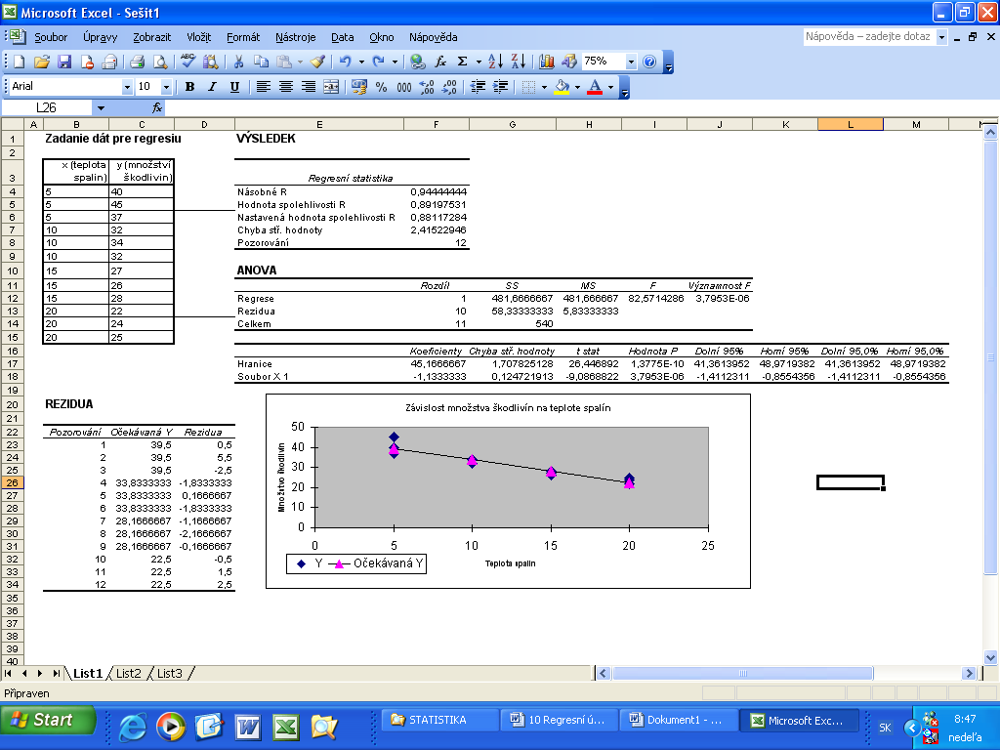 Microsoft Excel - Sešit1
Soubor Úpravy Zobrazit Vložit Formát Nástroje Data Okno Nápověda Nápověda – zadejte dotaz
75%
Arial 10 B I U % 000
L26 fx
A B C D E F G H I J K L M N
1 Zadanie dát pre regresiu VÝSLEDEK
2
3 x (teplota spalin) y (množství škodlivin) Regresní statistika
4 5 40 Násobné R 0,94444444
5 5 45 Hodnota spolehlivosti R 0,89197531
6 5 37 Nastavená hodnota spolehlivosti R 0,88117284
7 10 32 Chyba stř. hodnoty 2,41522946
8 10 34 Pozorování 12
9 10 32
10 15 27 ANOVA
11 15 26 Rozdíl SS MS F Významnost F
12 15 28 Regrese 1 481,6666667 481,666667 82,5714286 3,7953E-06
13 20 22 Rezidua 10 58,33333333 5,83333333
14 20 24 Celkem 11 540
15 20 25
16 Koeficienty Chyba stř. hodnoty t stat Hodnota P Dolní 95% Horní 95% Dolní 95,0% Horní 95,0%
17 Hranice 45,1666667 1,707825128 26,446892 1,3775E-10 41,3613952 48,9719382 41,3613952 48,9719382
18 Soubor X 1 -1,1333333 0,124721913 -9,0868822 3,7953E-06 -1,4112311 -0,8554356 -1,4112311 -0,8554356
19
20 REZIDUA
21
22 Pozorování Očekávaná Y Rezidua
23 1 39,5 0,5
24 2 39,5 5,5
25 3 39,5 -2,5
26 4 33,8333333 -1,8333333
27 5 33,8333333 0,1666667
28 6 33,8333333 -1,8333333
29 7 28,1666667 -1,1666667
30 8 28,1666667 -2,1666667
31 9 28,1666667 -0,1666667
32 10 22,5 -0,5
33 11 22,5 1,5
34 12 22,5 2,5
35
36
37
38
39
40
Závislost množstva škodlivín na teplote spalín
Množstvo škodlivín
50
40
30
20
10
0
0 5 10 15 20 25
Teplota spalin
Y Očekávaná Y
List1 List2 List3
Připraven
Start STATISTIKA 10 Regresní ú... Dokument1 - ... Microsoft Exc... SK 8:47
nedeľa